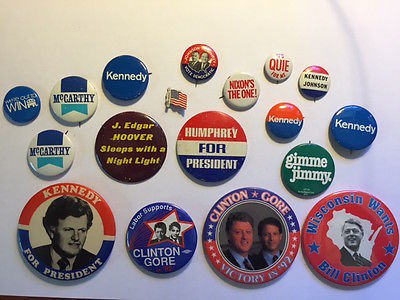 McCARTHY
Kennedy
VOTE DEMOCRATIC
NIXON'S
THE ONE!
QUIE
FOR ME.
KENNEDY
JOHNSON
WIN
McCARTHY
J. Edgar
HOOVER
Sleeps with a
Night Light
HUMPHREY
FOR
PRESIDENT
Kennedy
Kennedy
gimme
jimmy.
KENNEDY
FOR PRESIDENT
Labor Supports
CLINTON
GORE
CLINTON GORE
VICTORY IN '92
Wisconsin Wants
Bill Clinton